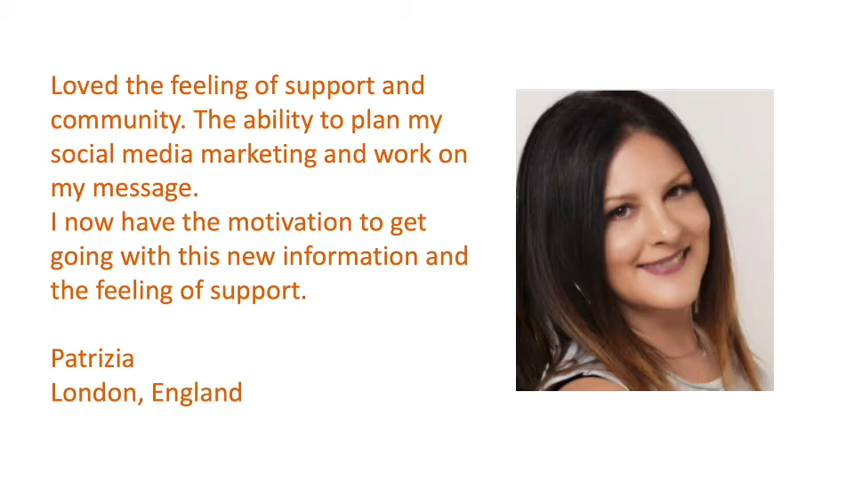 Loved the feeling of support and
community. The ability to plan my
social media marketing and work on
my message.
I now have the motivation to get
going with this new information and
the feeling of support.
Patrizia
London, England